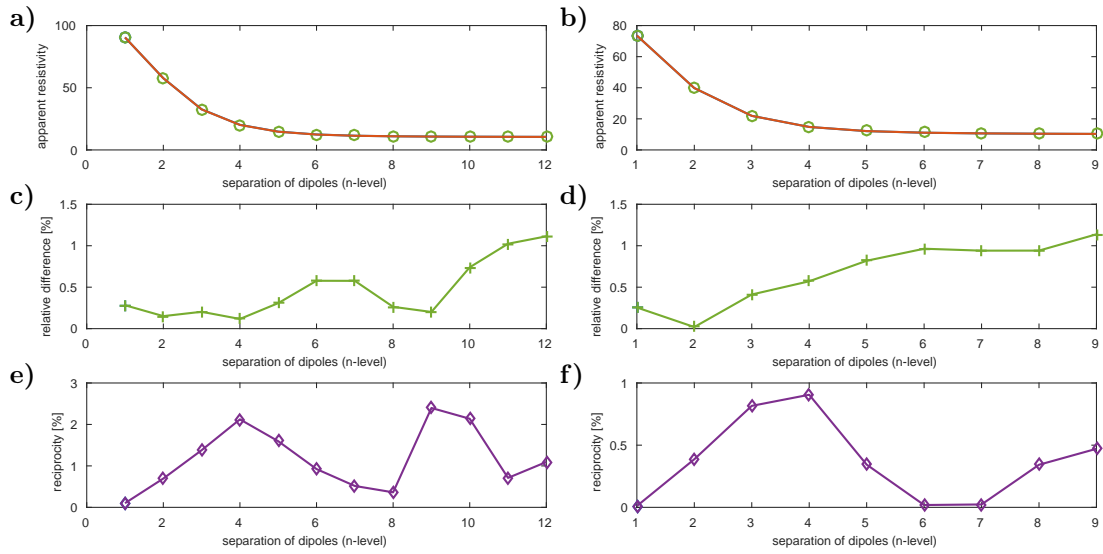 a)
100
50
0
0 2 4 6 8 10 12
apparent resistivity
separation of dipoles (n-level)
b)
80
60
40
20
0
1 2 3 4 5 6 7 8 9
apparent resistivity
separation of dipoles (n-level)
c)
1.5
1
0.5
0
0 2 4 6 8 10 12
relative difference [%]
separation of dipoles (n-level)
d)
1.5
1
0.5
0
1 2 3 4 5 6 7 8 9
relative difference [%]
separation of dipoles (n-level)
e)
3
2
1
0
0 2 4 6 8 10 12
reciprocity [%]
separation of dipoles (n-level)
f)
1
0.5
0
1 2 3 4 5 6 7 8 9
reciprocity [%]
separation of dipoles (n-level)